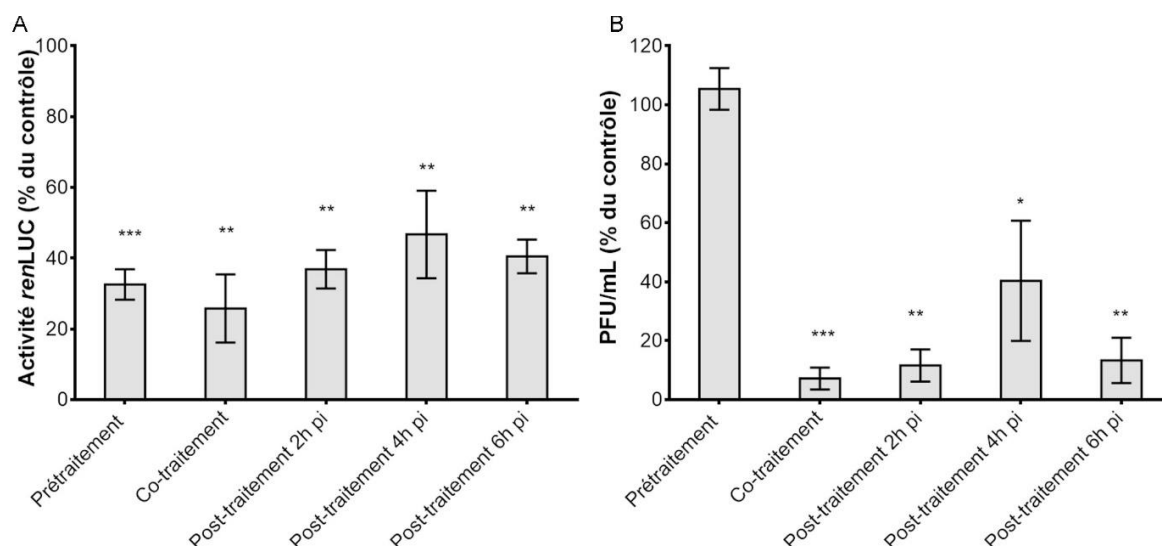 A
Activité renLUC (% du contrôle)
100
80
60
40
20
0
***
**
**
**
**
Prétraitement
Co-traitement
Post-traitement 2h pi
Post-traitement 4h pi
Post-traitement 6h pi
B
PFU/mL (% du contrôle)
120
100
80
60
40
20
0
***
**
*
**
Prétraitement
Co-traitement
Post-traitement 2h pi
Post-traitement 4h pi
Post-traitement 6h pi